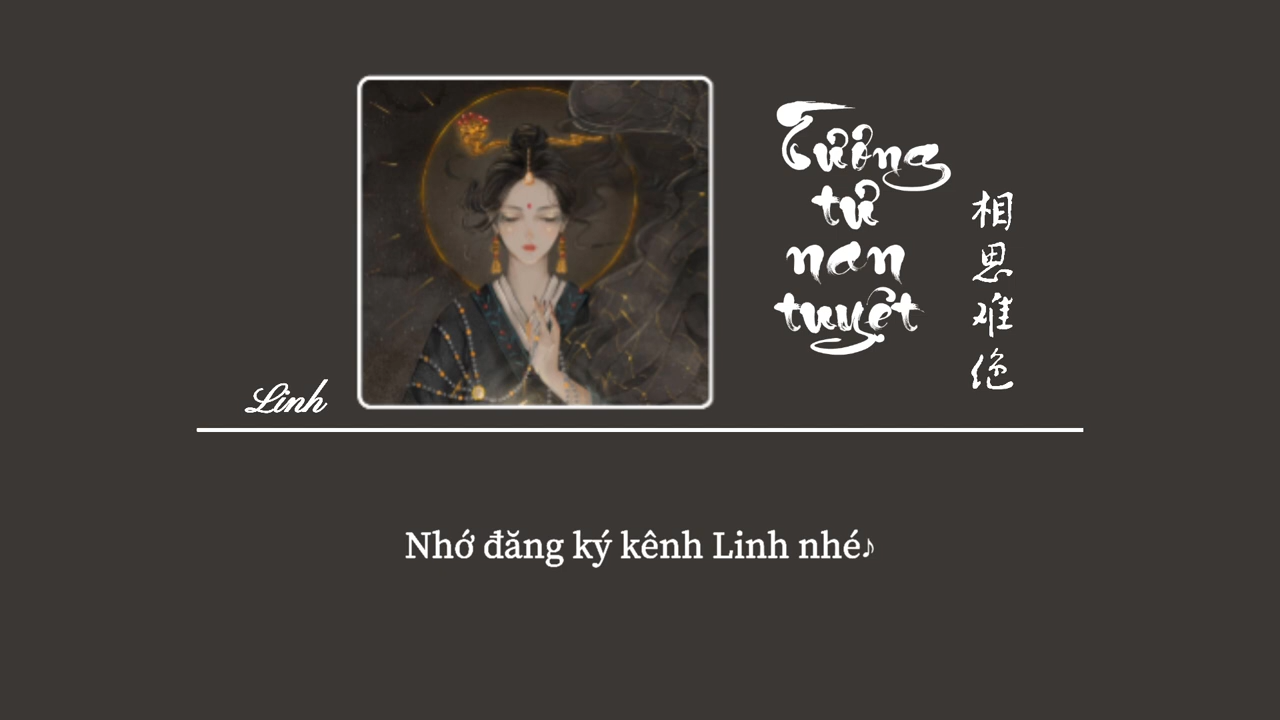 Tương
tư
nan
tuyệt
相思难绝
Linh
Nhớ đăng ký kênh Linh nhé♪